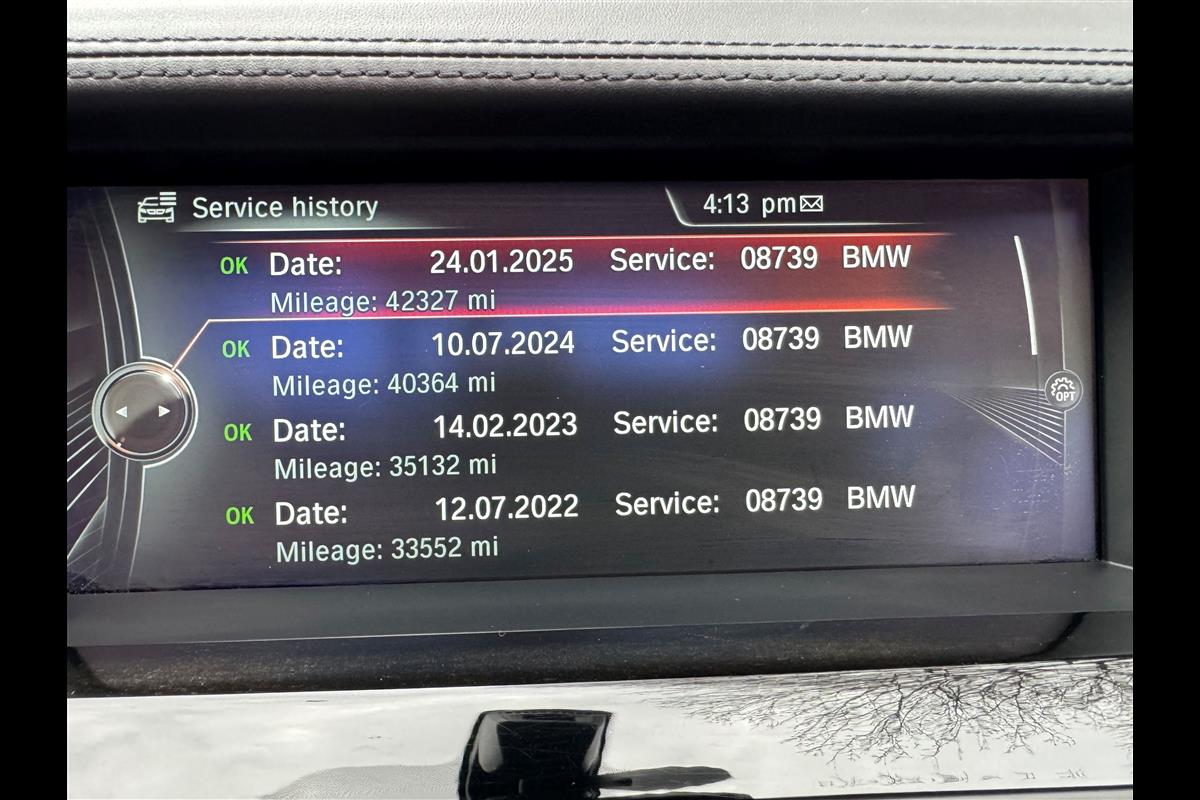 Service history 4:13 pm
OK Date: 24.01.2025 Service: 08739 BMW
Mileage: 42327 mi
OK Date: 10.07.2024 Service: 08739 BMW
Mileage: 40364 mi
OPT
OK Date: 14.02.2023 Service: 08739 BMW
Mileage: 35132 mi
OK Date: 12.07.2022 Service: 08739 BMW
Mileage: 33552 mi